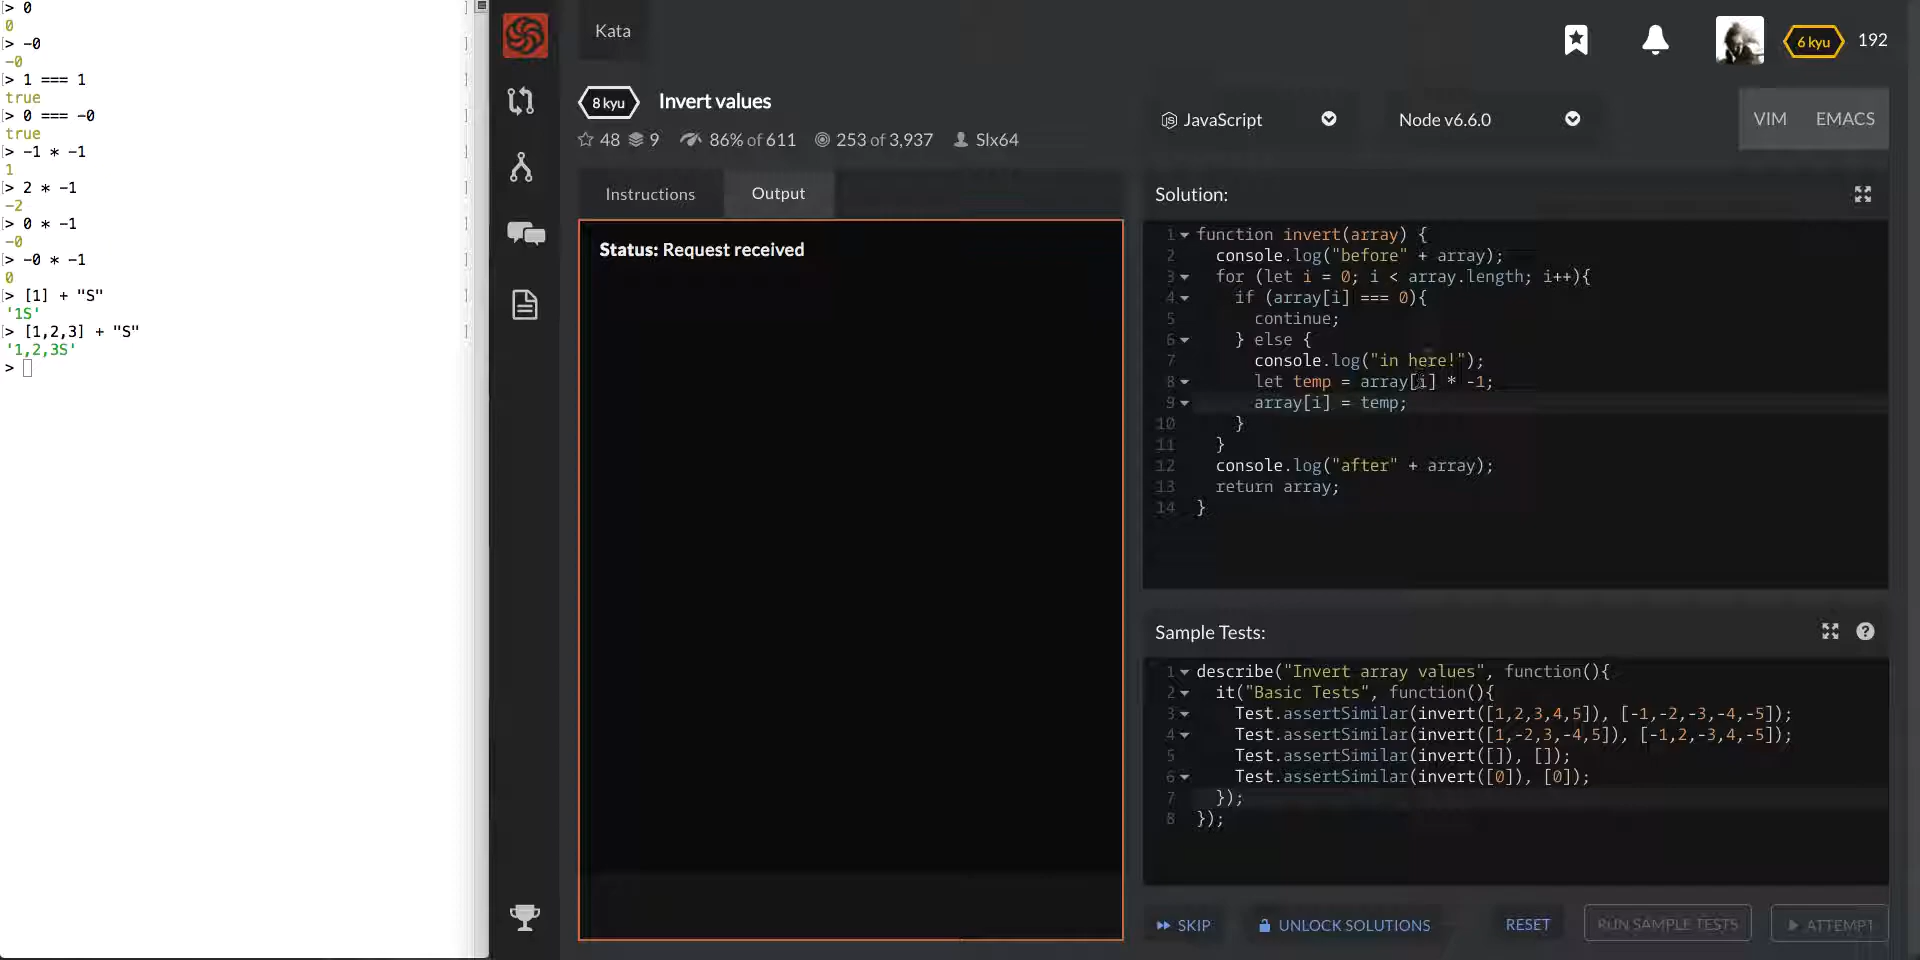 > 0
0
> -0
-0
> 1 === 1
true
> 0 === -0
true
> -1 * -1
1
> 2 * -1
-2
> 0 * -1
-0
> -0 * -1
0
> [1] + "S"
'1S'
> [1,2,3] + "S"
'1,2,3S'
>
Kata
6 kyu 192
8 kyu Invert values
48 9 86% of 611 253 of 3,937 Slx64
JavaScript Node v6.6.0 VIM EMACS
Instructions Output
Status: Request received
Solution:
1 function invert(array) {
2 console.log("before" + array);
3 for (let i = 0; i < array.length; i++){
4 if (array[i] === 0){
5 continue;
6 } else {
7 console.log("in here!");
8 let temp = array[i] * -1;
9 array[i] = temp;
10 }
11 }
12 console.log("after" + array);
13 return array;
14 }
Sample Tests:
1 describe("Invert array values", function(){
2 it("Basic Tests", function(){
3 Test.assertSimilar(invert([1,2,3,4,5]), [-1,-2,-3,-4,-5]);
4 Test.assertSimilar(invert([1,-2,3,-4,5]), [-1,2,-3,4,-5]);
5 Test.assertSimilar(invert([]), []);
6 Test.assertSimilar(invert([0]), [0]);
7 });
8 });
SKIP UNLOCK SOLUTIONS RESET RUN SAMPLE TESTS ATTEMPT